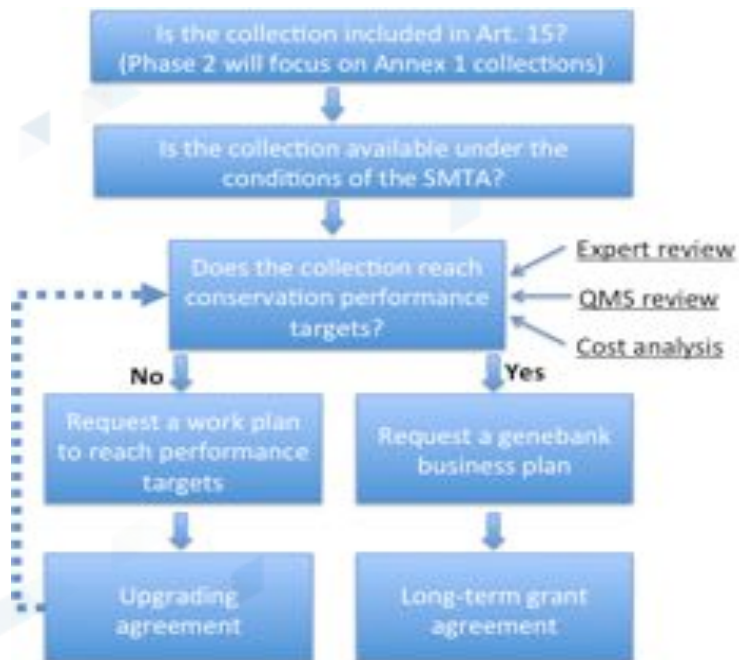 Is the collection included in Art. 15?
(Phase 2 will focus on Annex 1 collections)
Is the collection available under the
conditions of the SMTA?
Does the collection reach
conservation performance
targets?
Expert review
QMS review
Cost analysis
No
Yes
Request a work plan
to reach performance
targets
Request a genebank
business plan
Upgrading
agreement
Long-term grant
agreement